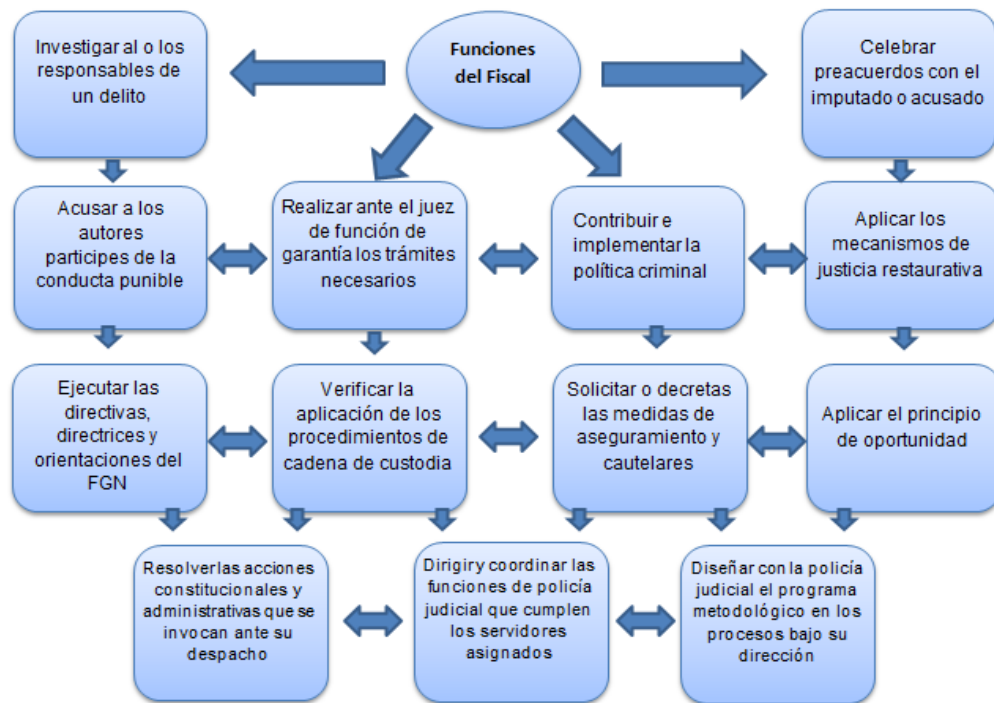 Funciones
del Fiscal
Investigar al o los
responsables de
un delito
Celebrar
preacuerdos con el
imputado o acusado
Acusar a los
autores
participes de la
conducta punible
Realizar ante el juez
de función de
garantía los trámites
necesarios
Contribuir e
implementar la
política criminal
Aplicar los
mecanismos de
justicia restaurativa
Ejecutar las
directivas,
directrices y
orientaciones del
FGN
Verificar la
aplicación de los
procedimientos de
cadena de custodia
Solicitar o decretas
las medidas de
aseguramiento y
cautelares
Aplicar el principio
de oportunidad
Resolver las acciones
constitucionales y
administrativas que se
invocan ante su
despacho
Dirigir y coordinar las
funciones de policía
judicial que cumplen
los servidores
asignados
Diseñar con la policía
judicial el programa
metodológico en los
procesos bajo su
dirección